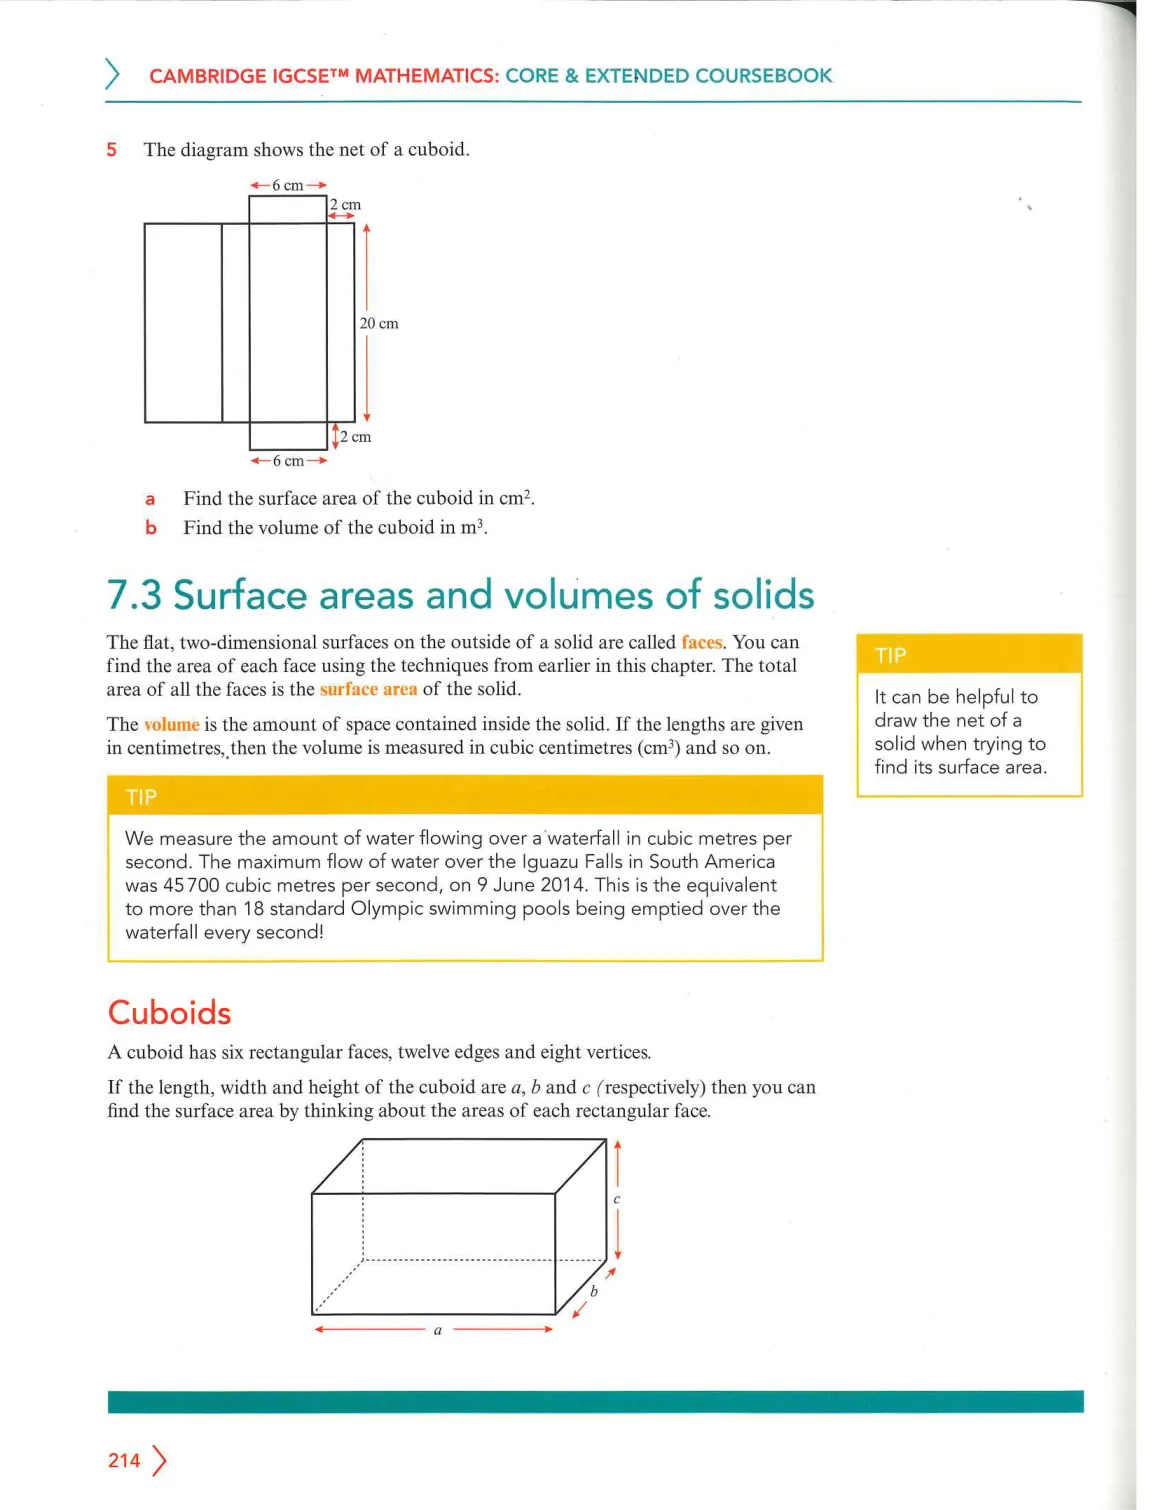 CAMBRIDGE IGCSE™ MATHEMATICS: CORE & EXTENDED COURSEBOOK
5 The diagram shows the net of a cuboid.
6 cm
2 cm
20 cm
2 cm
6 cm
a Find the surface area of the cuboid in cm².
b Find the volume of the cuboid in m³.
7.3 Surface areas and volumes of solids
The flat, two-dimensional surfaces on the outside of a solid are called faces. You can
find the area of each face using the techniques from earlier in this chapter. The total
area of all the faces is the surface area of the solid.
The volume is the amount of space contained inside the solid. If the lengths are given
in centimetres, then the volume is measured in cubic centimetres (cm³) and so on.
TIP
It can be helpful to
draw the net of a
solid when trying to
find its surface area.
TIP
We measure the amount of water flowing over a waterfall in cubic metres per
second. The maximum flow of water over the Iguazu Falls in South America
was 45 700 cubic metres per second, on 9 June 2014. This is the equivalent
to more than 18 standard Olympic swimming pools being emptied over the
waterfall every second!
Cuboids
A cuboid has six rectangular faces, twelve edges and eight vertices.
If the length, width and height of the cuboid are a, b and c (respectively) then you can
find the surface area by thinking about the areas of each rectangular face.
c
b
a
214